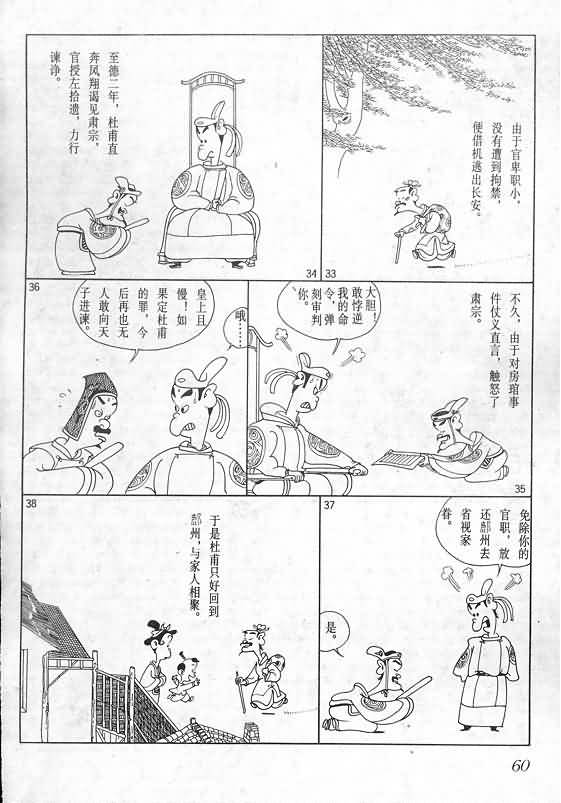 33
由于官卑职小，
没有遭到拘禁，
便借机逃出长安。
34
至德二年，杜甫直
奔凤翔谒见肃宗，
官授左拾遗，力行
谏诤。
35
不久，由于对房琯事
件仗义直言，触怒了
肃宗。
大胆！
敢悖逆
我的命
令，弹
刻审判
你。
36
哦……
皇上且
慢！如
果定杜甫
的罪，今
后再也无
人敢向天
子进谏。
37
免除你的
官职，放
还鄜州去
省视家
眷。
是。
38
于是杜甫只好回到
鄜州，与家人相聚。
60